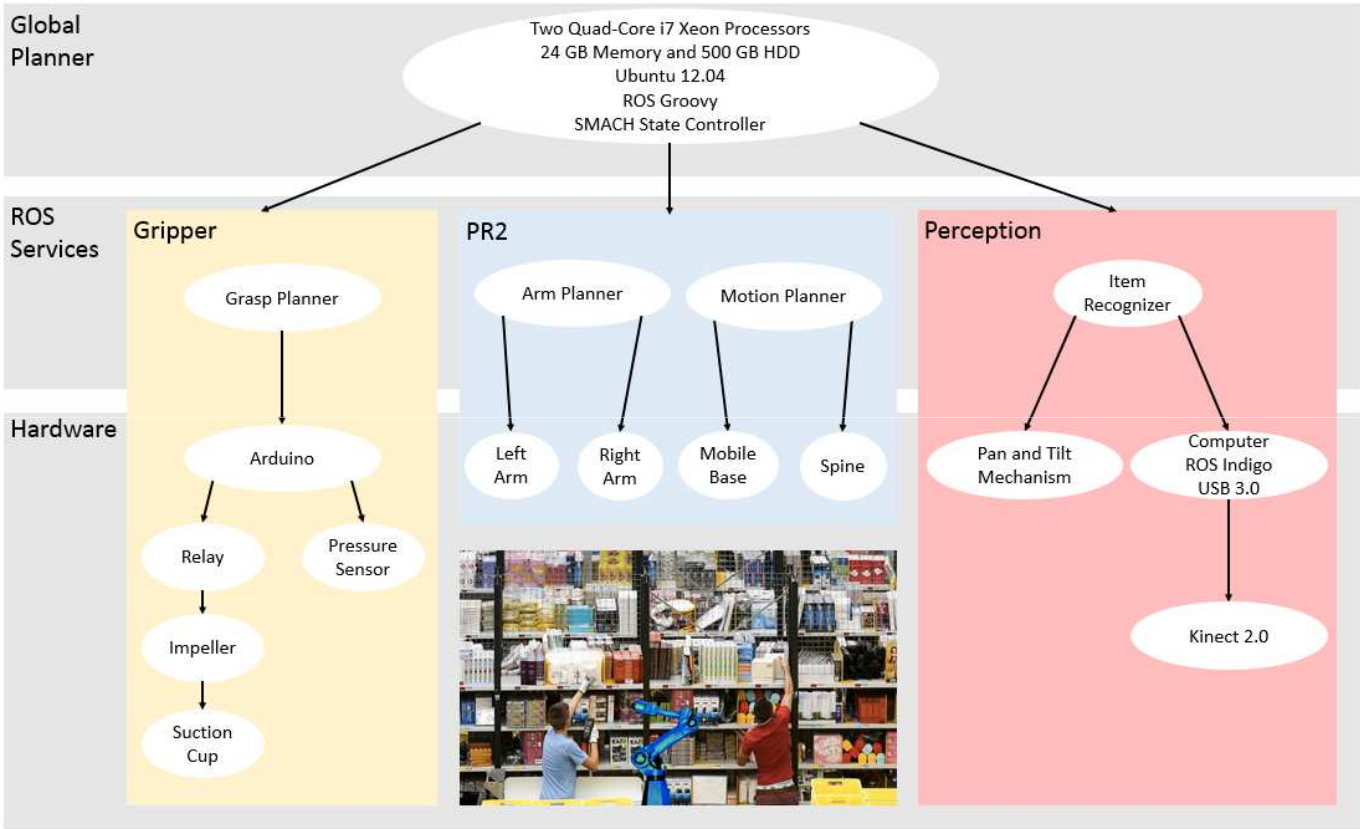 Global
Planner
Two Quad-Core i7 Xeon Processors
24 GB Memory and 500 GB HDD
Ubuntu 12.04
ROS Groovy
SMACH State Controller
ROS
Services
Gripper
Grasp Planner
PR2
Arm Planner
Motion Planner
Perception
Item
Recognizer
Hardware
Arduino
Relay
Pressure
Sensor
Impeller
Suction
Cup
Left
Arm
Right
Arm
Mobile
Base
Spine
Pan and Tilt
Mechanism
Computer
ROS Indigo
USB 3.0
Kinect 2.0